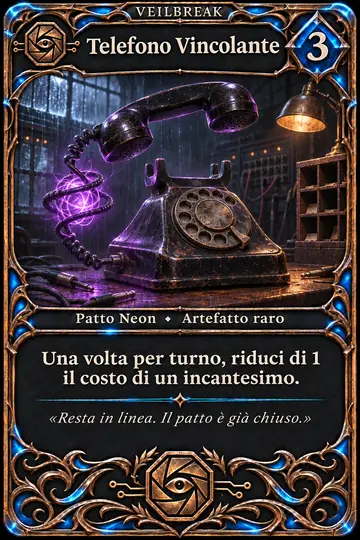 VEILBREAK
Telefono Vincolante
3
Patto Neon ✦ Artefatto raro
Una volta per turno, riduci di 1
il costo di un incantesimo.
«Resta in linea. Il patto è già chiuso.»